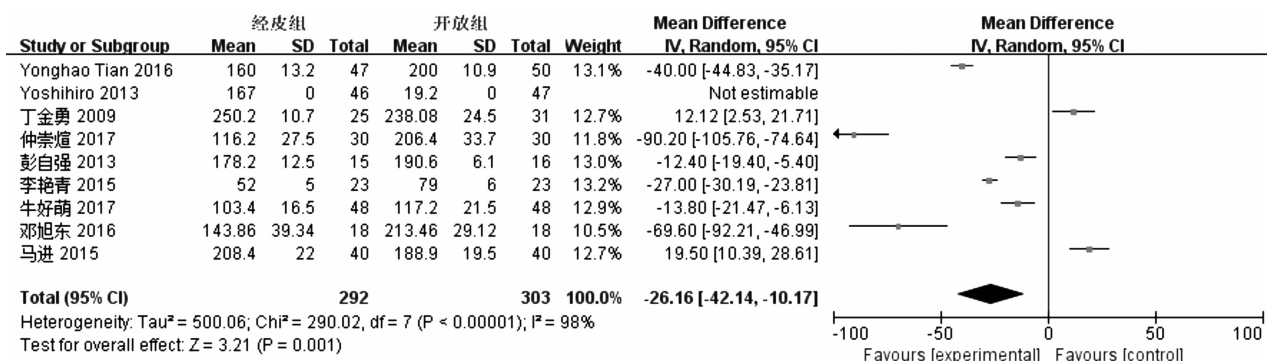 经皮组 开放组 Mean Difference Mean Difference
Study or Subgroup Mean SD Total Mean SD Total Weight IV, Random, 95% CI IV, Random, 95% CI
Yonghao Tian 2016 160 13.2 47 200 10.9 50 13.1% -40.00 [-44.83, -35.17]
Yoshihiro 2013 167 0 46 19.2 0 47 Not estimable
丁金勇 2009 250.2 10.7 25 238.08 24.5 31 12.7% 12.12 [2.53, 21.71]
仲崇煊 2017 116.2 27.5 30 206.4 33.7 30 11.8% -90.20 [-105.76, -74.64]
彭自强 2013 178.2 12.5 15 190.6 6.1 16 13.0% -12.40 [-19.40, -5.40]
李艳青 2015 52 5 23 79 6 23 13.2% -27.00 [-30.19, -23.81]
牛好萌 2017 103.4 16.5 48 117.2 21.5 48 12.9% -13.80 [-21.47, -6.13]
邓旭东 2016 143.86 39.34 18 213.46 29.12 18 10.5% -69.60 [-92.21, -46.99]
马进 2015 208.4 22 40 188.9 19.5 40 12.7% 19.50 [10.39, 28.61]
Total (95% CI) 292 303 100.0% -26.16 [-42.14, -10.17]
Heterogeneity: Tau² = 500.06; Chi² = 290.02, df = 7 (P < 0.00001); I² = 98%
Test for overall effect: Z = 3.21 (P = 0.001)
-100 -50 0 50 100
Favours [experimental] Favours [control]